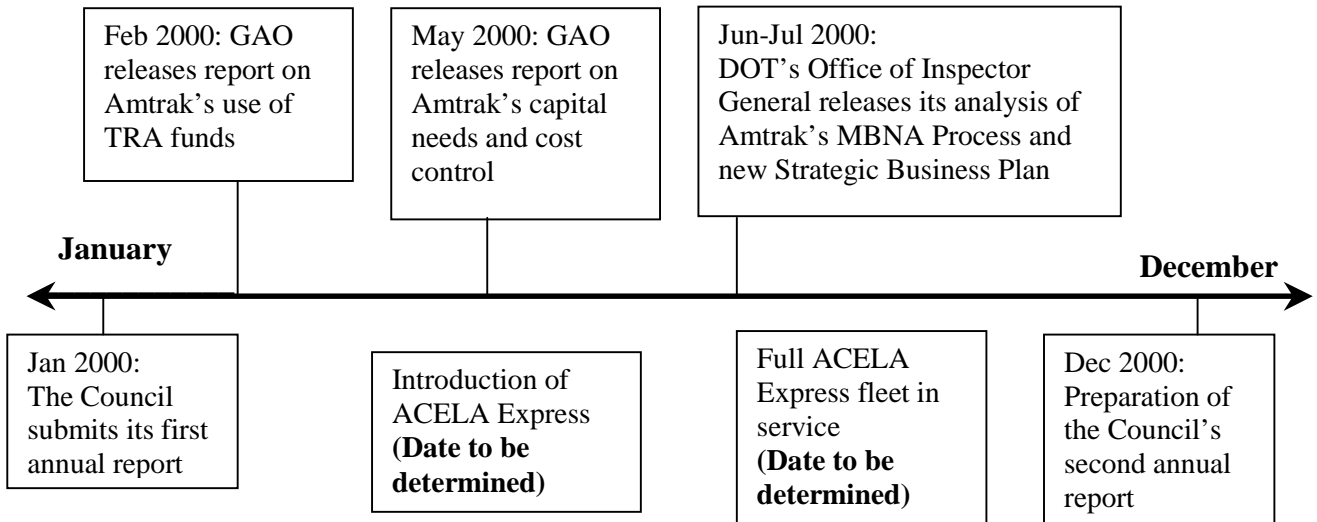 Feb 2000: GAO
releases report on
Amtrak's use of
TRA funds
May 2000: GAO
releases report on
Amtrak's capital
needs and cost
control
Jun-Jul 2000:
DOT's Office of Inspector
General releases its analysis of
Amtrak's MBNA Process and
new Strategic Business Plan
January
December
Jan 2000:
The Council
submits its first
annual report
Introduction of
ACELA Express
(Date to be
determined)
Full ACELA
Express fleet in
service
(Date to be
determined)
Dec 2000:
Preparation of
the Council's
second annual
report